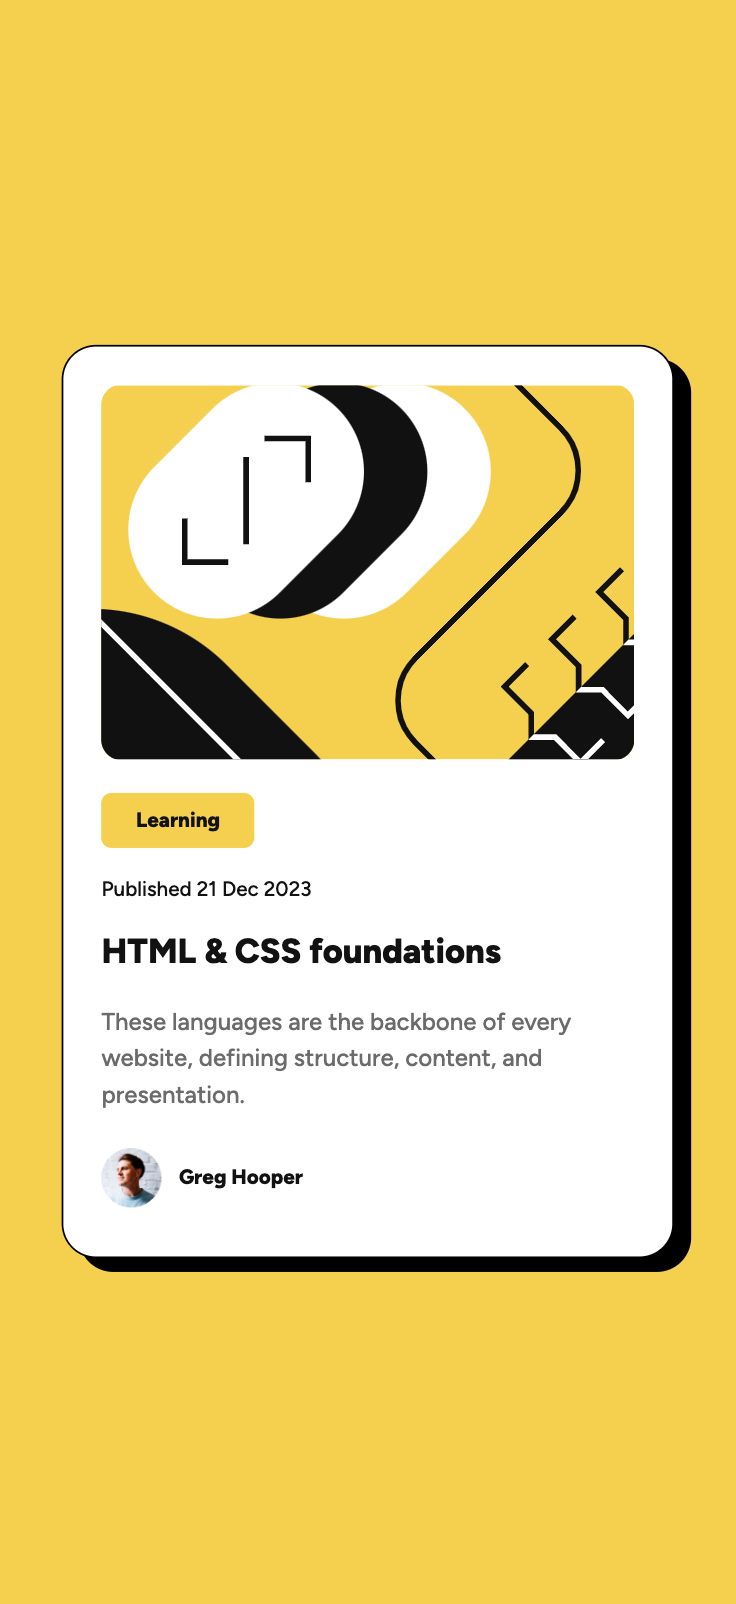 Learning
Published 21 Dec 2023
HTML & CSS foundations
These languages are the backbone of every
website, defining structure, content, and
presentation.
Greg Hooper